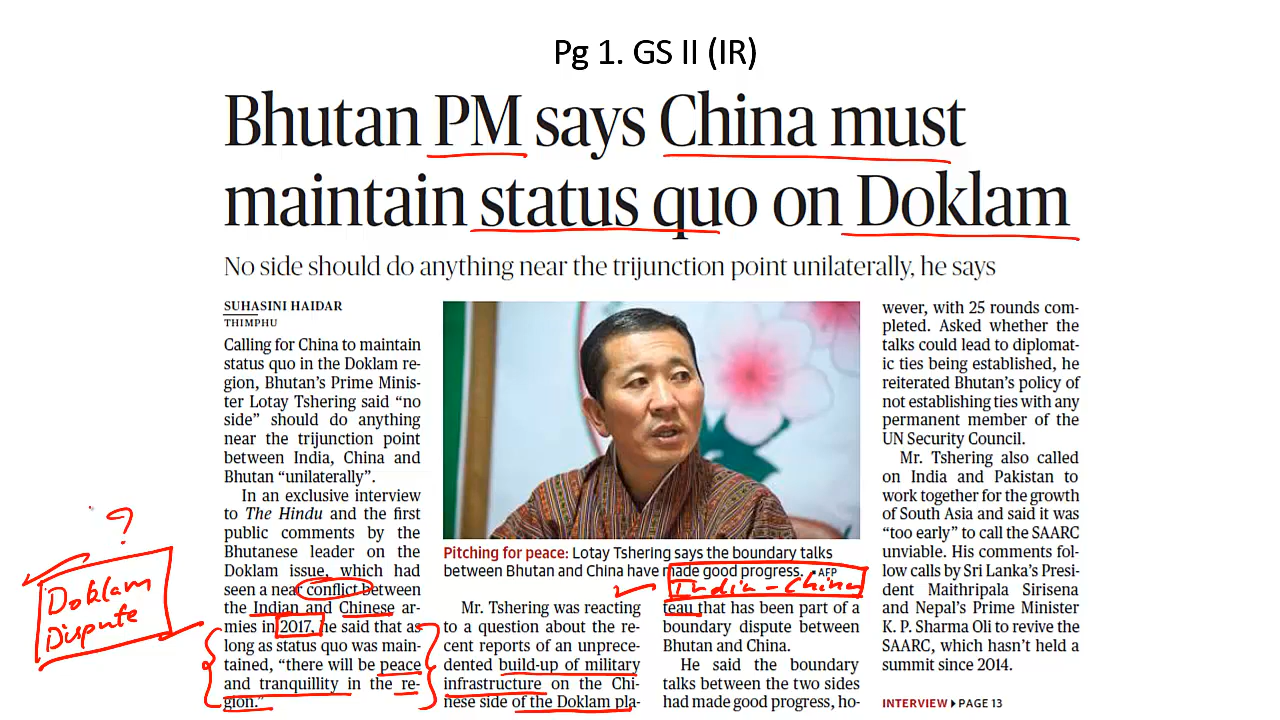 Pg 1. GS II (IR)
Bhutan PM says China must
maintain status quo on Doklam
No side should do anything near the trijunction point unilaterally, he says
SUHASINI HAIDAR
THIMPHU
Calling for China to maintain
status quo in the Doklam re-
gion, Bhutan's Prime Minis-
ter Lotay Tshering said "no
side" should do anything
near the trijunction point
between India, China and
Bhutan "unilaterally".
In an exclusive interview
to The Hindu and the first
public comments by the
Bhutanese leader on the
Doklam issue, which had
seen a near conflict between
the Indian and Chinese ar-
mies in 2017, he said that as
long as status quo was main-
tained, "there will be peace
and tranquillity in the re-
gion."
?
Doklam
Dispute
Pitching for peace: Lotay Tshering says the boundary talks
between Bhutan and China have made good progress. AFP
India - China
Mr. Tshering was reacting
to a question about the re-
cent reports of an unprece-
dented build-up of military
infrastructure on the Chi-
nese side of the Doklam pla-
teau that has been part of a
boundary dispute between
Bhutan and China.
He said the boundary
talks between the two sides
had made good progress, ho-
wever, with 25 rounds com-
pleted. Asked whether the
talks could lead to diplomat-
ic ties being established, he
reiterated Bhutan's policy of
not establishing ties with any
permanent member of the
UN Security Council.
Mr. Tshering also called
on India and Pakistan to
work together for the growth
of South Asia and said it was
"too early" to call the SAARC
unviable. His comments fol-
low calls by Sri Lanka's Presi-
dent Maithripala Sirisena
and Nepal's Prime Minister
K. P. Sharma Oli to revive the
SAARC, which hasn't held a
summit since 2014.
INTERVIEW PAGE 13